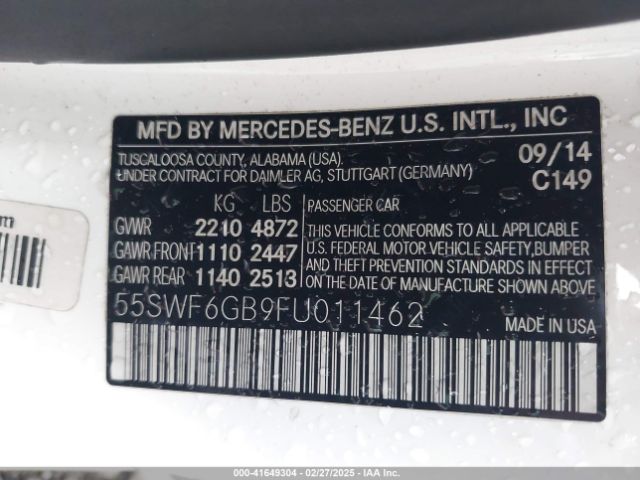 MFD BY MERCEDES-BENZ U.S. INTL., INC
TUSCALOOSA COUNTY, ALABAMA (USA). 09/14
UNDER CONTRACT FOR DAIMLER AG, STUTTGART (GERMANY) C149
KG LBS PASSENGER CAR
GVWR 2210 4872
GAWR FRONT 1110 2447
GAWR REAR 1140 2513
THIS VEHICLE CONFORMS TO ALL APPLICABLE
U.S. FEDERAL MOTOR VEHICLE SAFETY, BUMPER
AND THEFT PREVENTION STANDARDS IN
EFFECT ON THE DATE OF MANUFACTURE SHOWN ABOVE
55SWF6GB9FU011462
MADE IN USA
000-41649304 / 02/27/2025 / IAA Inc.